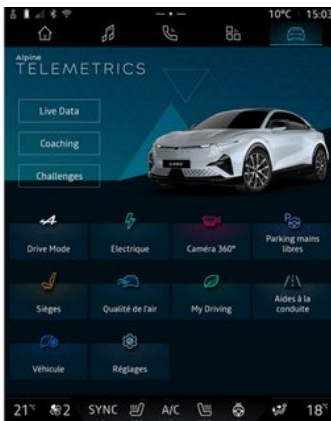 10°C 15:03
Alpine
TELEMETRICS
Live Data
Coaching
Challenges
Drive Mode
Electrique
Caméra 360°
Parking mains
libres
Sièges
Qualité de l'air
My Driving
Aides à la
conduite
Véhicule
Réglages
21°C 2 SYNC A/C 18°C